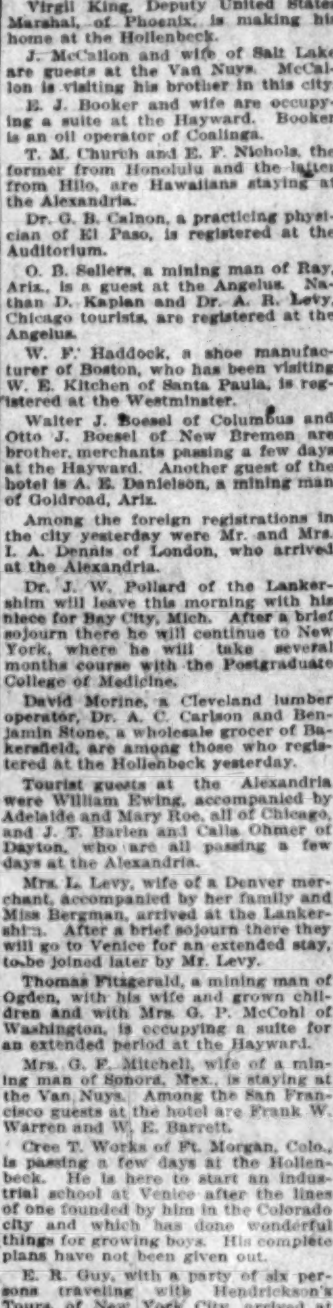 Virgil King, Deputy United States
Marshal, of Phoenix, is making his
home at the Hollenbeck.
J. McCallon and wife of Salt Lake
are guests at the Van Nuys. McCal-
lon is visiting his brother in this city
E. J. Booker and wife are occupy-
ing a suite at the Hayward. Booker
is an oil operator of Coalinga.
T. M. Church and E. F. Nichols, the
former from Honolulu and the latter
from Hilo, are Hawaiians staying at
the Alexandria.
Dr. G. B. Calnon, a practicing physi-
cian of El Paso, is registered at the
Auditorium.
O. B. Sellers, a mining man of Ray,
Ariz., is a guest at the Angelus. Na-
than D. Kaplan and Dr. A. R. Levy,
Chicago tourists, are registered at the
Angelus.
W. F. Haddock, a shoe manufac-
turer of Boston, who has been visiting
W. E. Kitchen of Santa Paula, is reg-
istered at the Westminster.
Walter J. Boesel of Columbus and
Otto J. Boesel of New Bremen are
brother merchants passing a few days
at the Hayward. Another guest of the
hotel is A. E. Danielson, a mining man
of Goldroad, Ariz.
Among the foreign registrations in
the city yesterday were Mr. and Mrs.
I. A. Dennis of London, who arrived
at the Alexandria.
Dr. J. W. Pollard of the Lanker-
shim will leave this morning with his
niece for Bay City, Mich. After a brief
sojourn there he will continue to New
York, where he will take several
months course with the Postgraduate
College of Medicine.
David Morine, a Cleveland lumber
operator, Dr. A. C. Carlson and Ben-
jamin Stone, a wholesale grocer of Ba-
kersfield, are among those who regis-
tered at the Hollenbeck yesterday.
Tourist guests at the Alexandria
were William Ewing, accompanied by
Adelaide and Mary Roe, all of Chicago,
and J. T. Barlen and Calla Ohmer of
Dayton, who are all passing a few
days at the Alexandria.
Mrs. L. Levy, wife of a Denver mer-
chant, accompanied by her family and
Miss Bergman, arrived at the Lanker-
shim. After a brief sojourn there they
will go to Venice for an extended stay,
to be joined later by Mr. Levy.
Thomas Fitzgerald, a mining man of
Ogden, with his wife and grown chil-
dren and with Mrs. G. P. McCohl of
Washington, is occupying a suite for
an extended period at the Hayward.
Mrs. G. F. Mitchell, wife of a min-
ing man of Sonora, Mex., is staying at
the Van Nuys. Among the San Fran-
cisco guests at the hotel are Frank W.
Warren and W. E. Barrett.
Cree T. Works of Ft. Morgan, Colo.,
is passing a few days at the Hollen-
beck. He is here to start an indus-
trial school at Venice after the lines
of one founded by him in the Colorado
city and which has done wonderful
things for growing boys. His complete
plans have not been given out.
E. R. Guy, with a party of six per-
sons traveling with Hendrickson's
Tours of New York City arrived